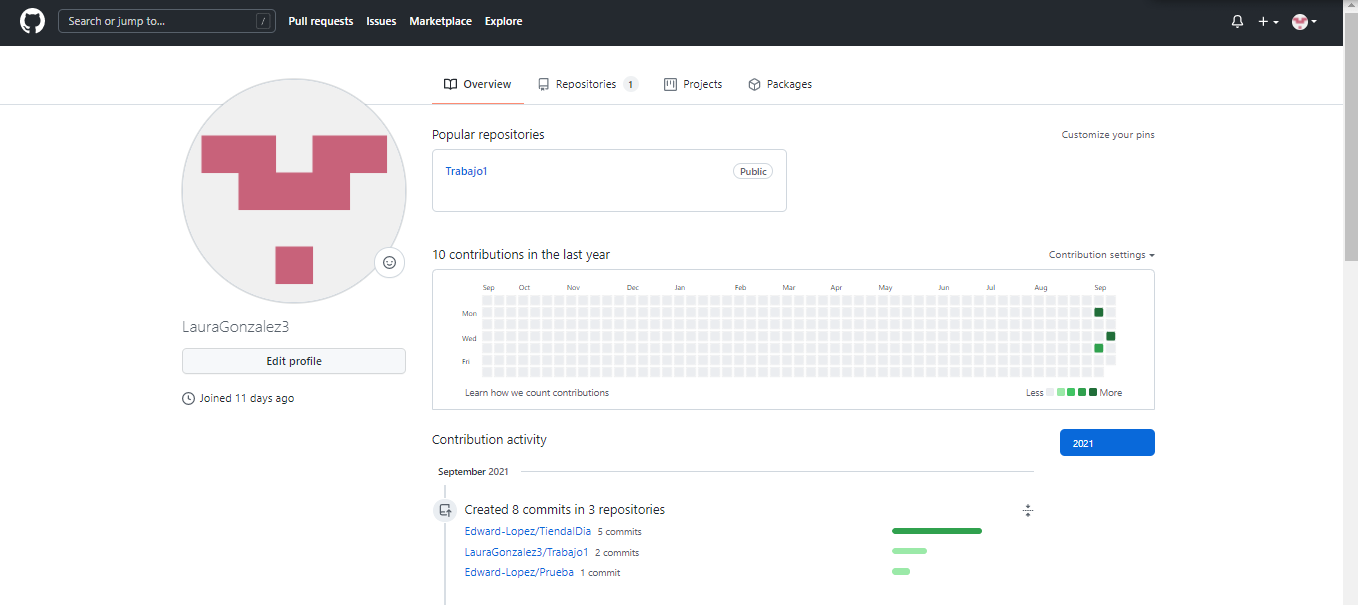 Search or jump to... / Pull requests Issues Marketplace Explore
Overview Repositories 1 Projects Packages
Popular repositories Customize your pins
Trabajo1 Public
10 contributions in the last year Contribution settings
Sep Oct Nov Dec Jan Feb Mar Apr May Jun Jul Aug Sep
Mon
Wed
Fri
Learn how we count contributions Less More
LauraGonzalez3
Edit profile
Joined 11 days ago
Contribution activity 2021
September 2021
Created 8 commits in 3 repositories
Edward-Lopez/TiendalDia 5 commits
LauraGonzalez3/Trabajo1 2 commits
Edward-Lopez/Prueba 1 commit